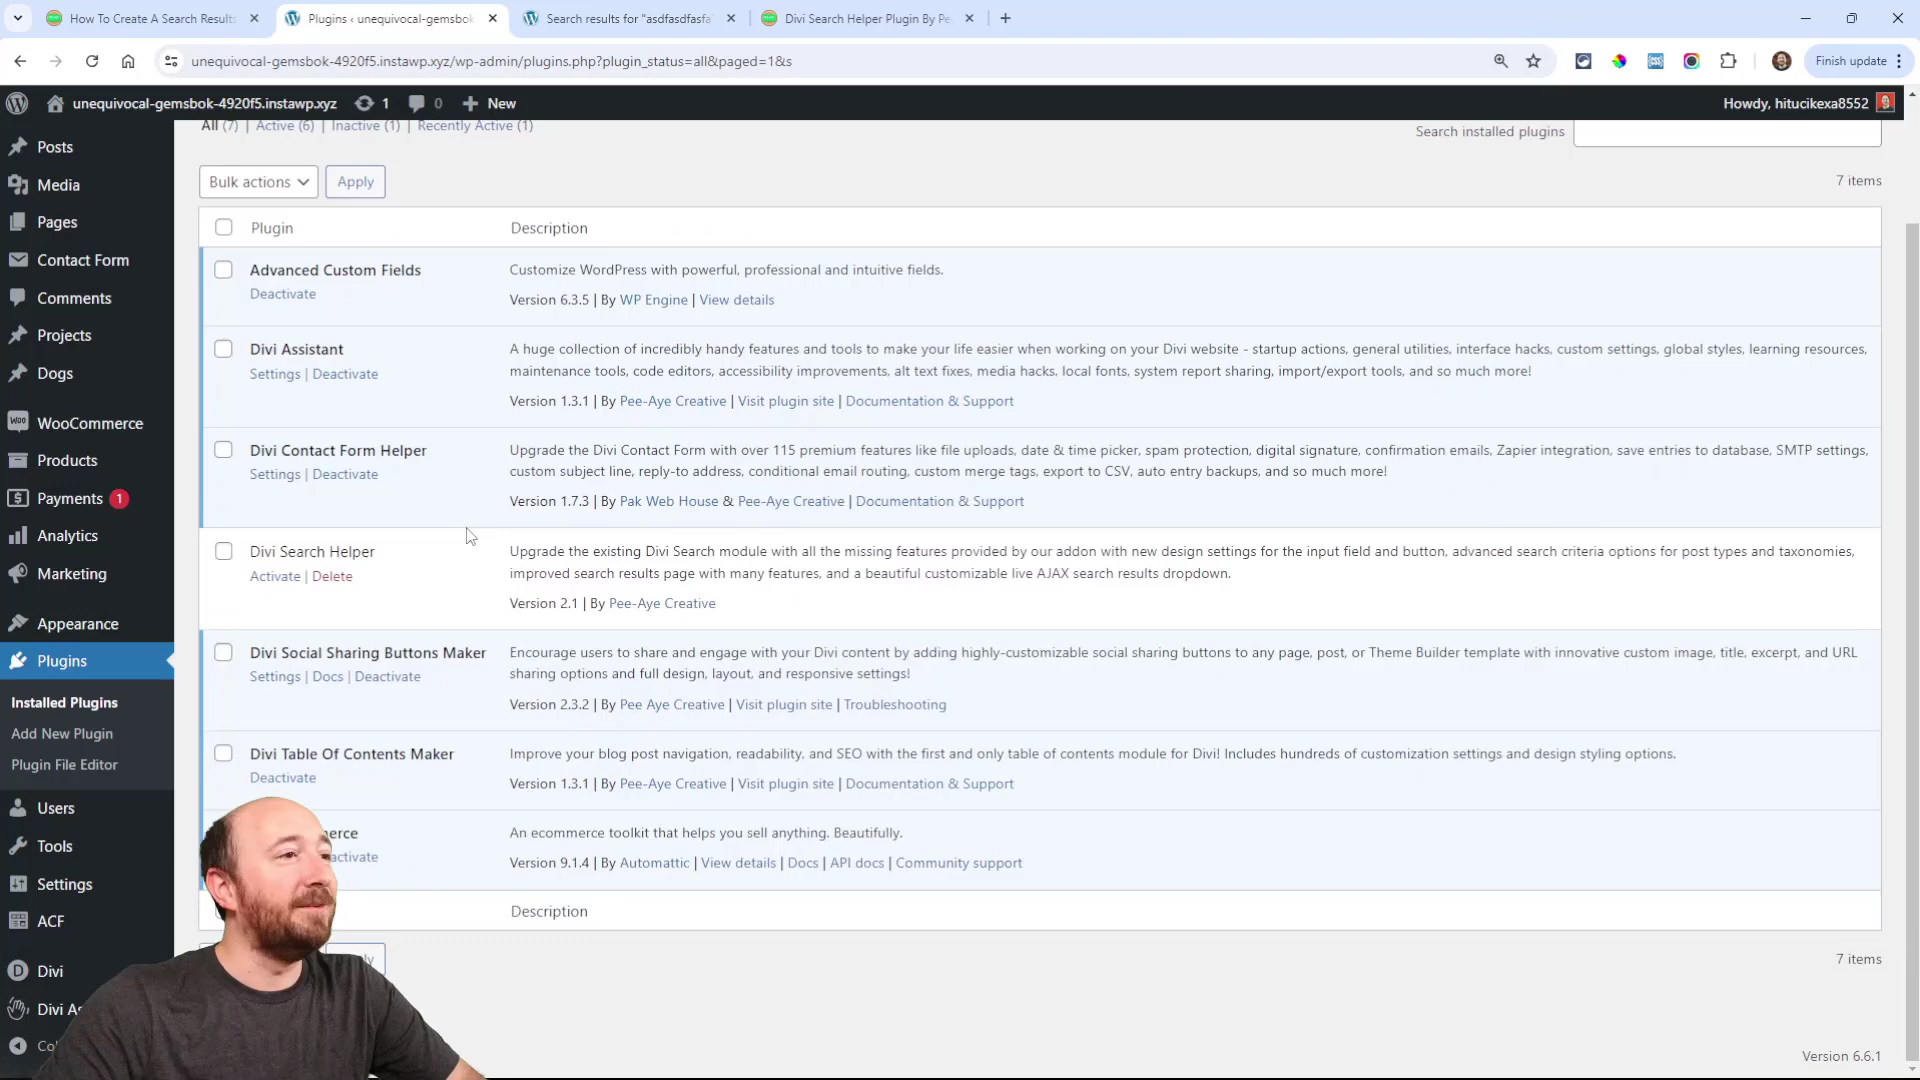 How To Create A Search Results
Plugins ‹ unequivocal-gemsbok
Search results for "asdfasdfasfa
Divi Search Helper Plugin By Pe
unequivocal-gemsbok-4920f5.instawp.xyz/wp-admin/plugins.php?plugin_status=all&paged=1&s
Finish update
unequivocal-gemsbok-4920f5.instawp.xyz 1 0 New
Howdy, hitucikexa8552
All (7) | Active (6) | Inactive (1) | Recently Active (1)
Search installed plugins
Bulk actions
Apply
7 items
Plugin
Description
Advanced Custom Fields
Deactivate
Customize WordPress with powerful, professional and intuitive fields.
Version 6.3.5 | By WP Engine | View details
Divi Assistant
Settings | Deactivate
A huge collection of incredibly handy features and tools to make your life easier when working on your Divi website - startup actions, general utilities, interface hacks, custom settings, global styles, learning resources,
maintenance tools, code editors, accessibility improvements, alt text fixes, media hacks. local fonts, system report sharing, import/export tools, and so much more!
Version 1.3.1 | By Pee-Aye Creative | Visit plugin site | Documentation & Support
Divi Contact Form Helper
Settings | Deactivate
Upgrade the Divi Contact Form with over 115 premium features like file uploads, date & time picker, spam protection, digital signature, confirmation emails, Zapier integration, save entries to database, SMTP settings,
custom subject line, reply-to address, conditional email routing, custom merge tags, export to CSV, auto entry backups, and so much more!
Version 1.7.3 | By Pak Web House & Pee-Aye Creative | Documentation & Support
Divi Search Helper
Activate | Delete
Upgrade the existing Divi Search module with all the missing features provided by our addon with new design settings for the input field and button, advanced search criteria options for post types and taxonomies,
improved search results page with many features, and a beautiful customizable live AJAX search results dropdown.
Version 2.1 | By Pee-Aye Creative
Divi Social Sharing Buttons Maker
Settings | Docs | Deactivate
Encourage users to share and engage with your Divi content by adding highly-customizable social sharing buttons to any page, post, or Theme Builder template with innovative custom image, title, excerpt, and URL
sharing options and full design, layout, and responsive settings!
Version 2.3.2 | By Pee Aye Creative | Visit plugin site | Troubleshooting
Divi Table Of Contents Maker
Deactivate
Improve your blog post navigation, readability, and SEO with the first and only table of contents module for Divi! Includes hundreds of customization settings and design styling options.
Version 1.3.1 | By Pee-Aye Creative | Visit plugin site | Documentation & Support
merce
activate
An ecommerce toolkit that helps you sell anything. Beautifully.
Version 9.1.4 | By Automattic | View details | Docs | API docs | Community support
Description
7 items
Version 6.6.1
Posts
Media
Pages
Contact Form
Comments
Projects
Dogs
WooCommerce
Products
Payments 1
Analytics
Marketing
Appearance
Plugins
Installed Plugins
Add New Plugin
Plugin File Editor
Users
Tools
Settings
ACF
Divi
Divi As
Col